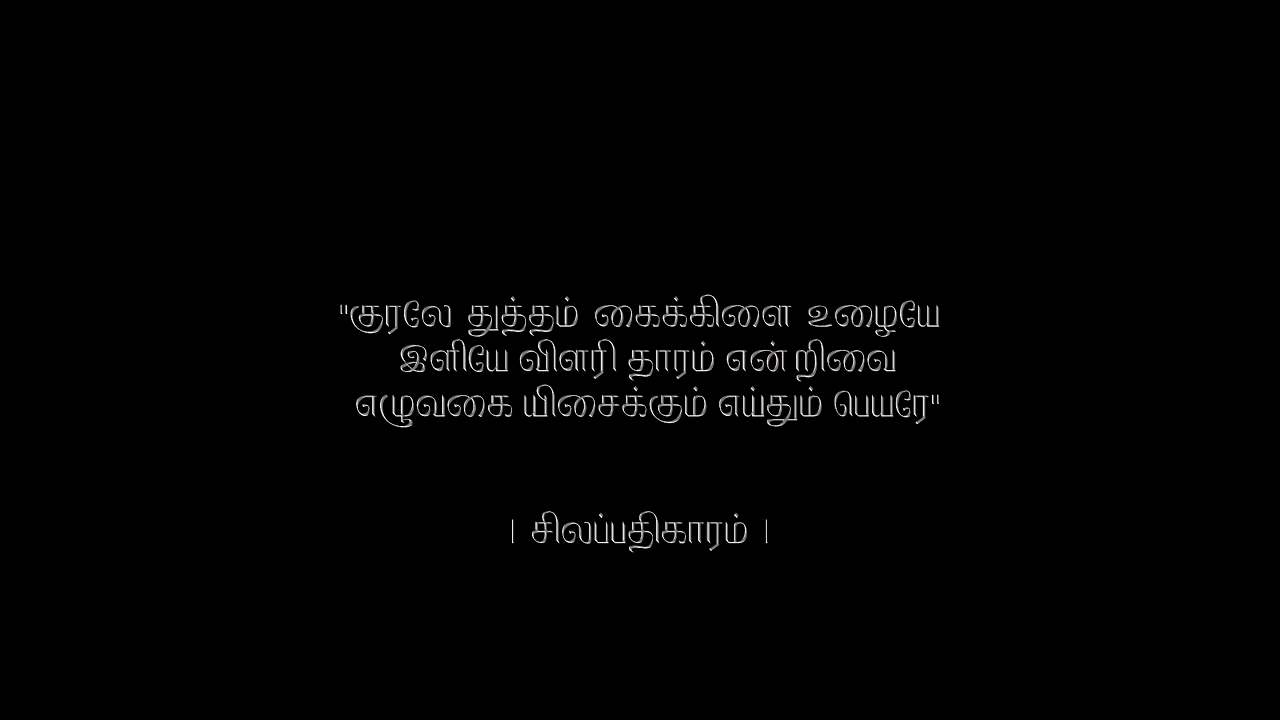 "குரலே துத்தம் கைக்கிளை உழையே
இளியே விளரி தாரம் என்றிவை
எழுவகை யிசைக்கும் எய்தும் பெயரே"
| சிலப்பதிகாரம் |